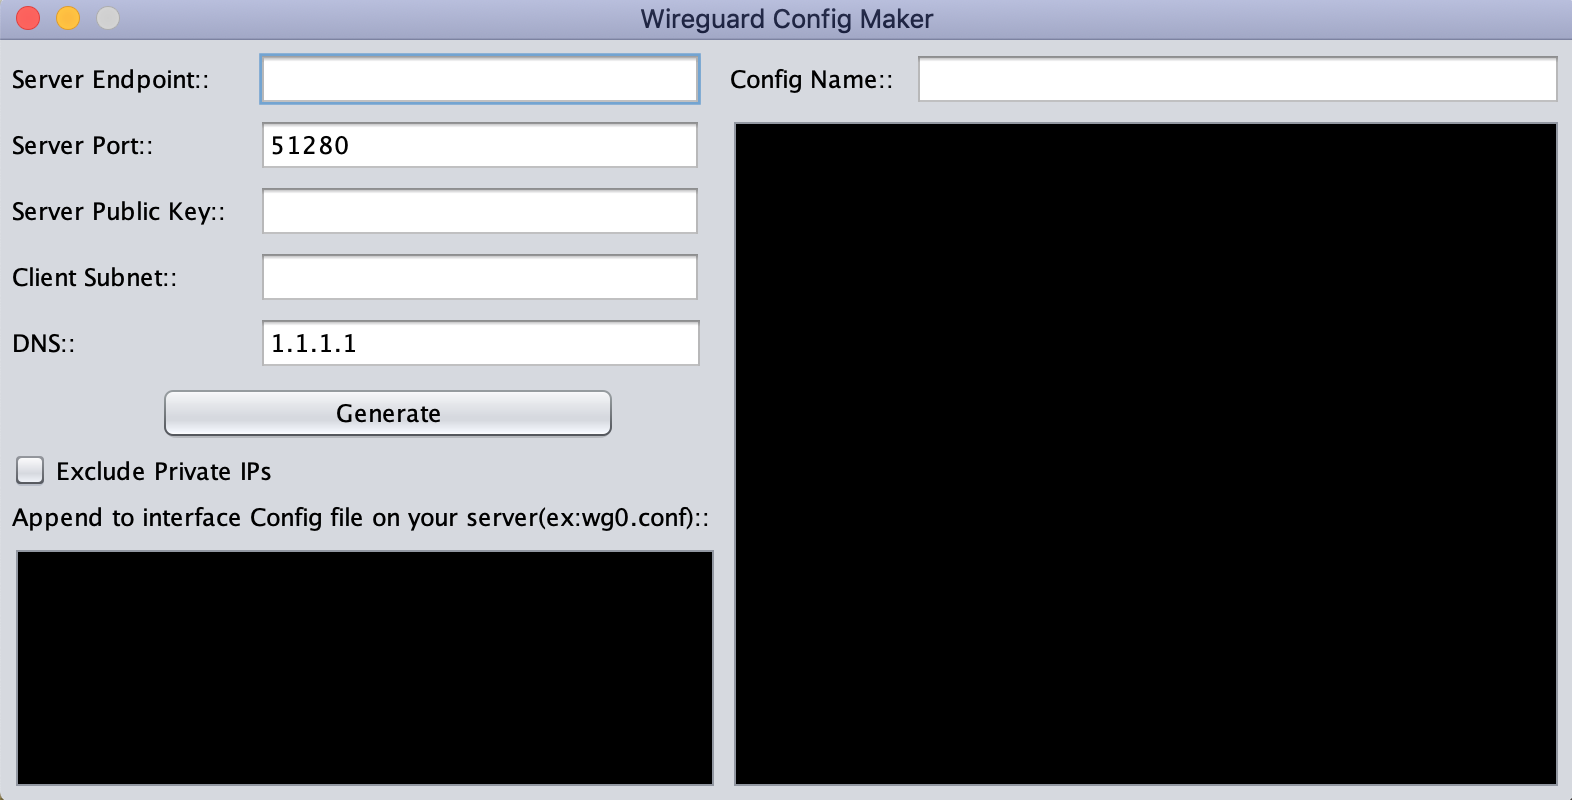 Wireguard Config Maker
Server Endpoint::
Config Name::
Server Port::
51280
Server Public Key::
Client Subnet::
DNS::
1.1.1.1
Generate
Exclude Private IPs
Append to interface Config file on your server(ex:wg0.conf)::